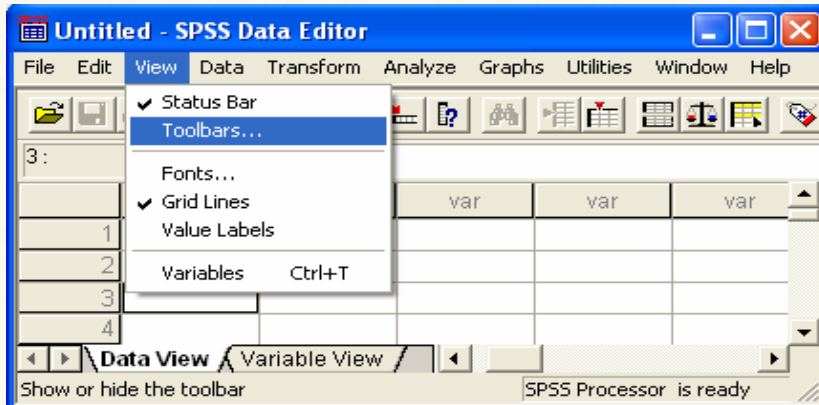 Untitled - SPSS Data Editor
File Edit View Data Transform Analyze Graphs Utilities Window Help
Status Bar
Toolbars...
3 :
Fonts...
Grid Lines
Value Labels
Variables Ctrl+T
var var var
1
2
3
4
Data View Variable View
Show or hide the toolbar SPSS Processor is ready